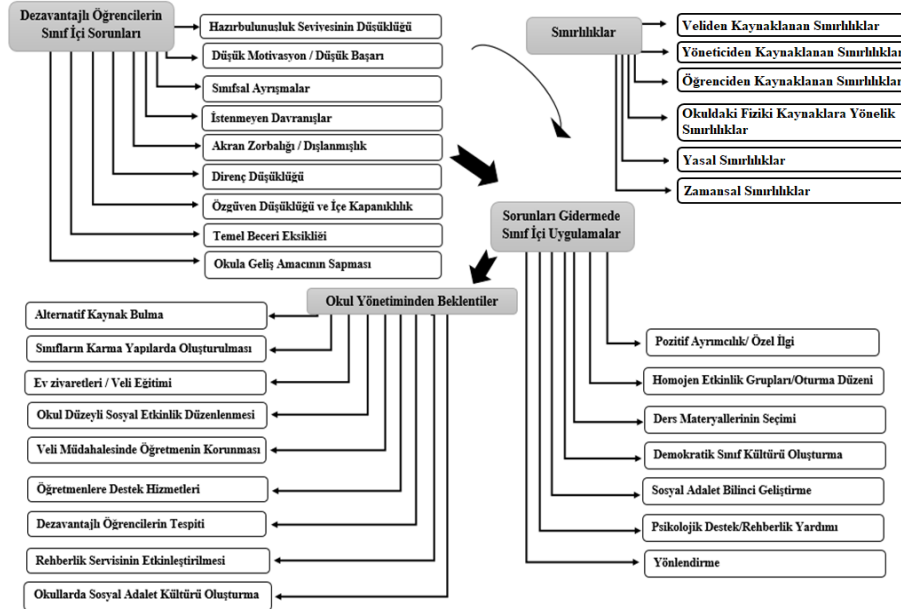 Dezavantajlı Öğrencilerin
Sınıf İçi Sorunları
Hazırbulunusluk Sevivesinin Düşüklüğü
Düşük Motivasyon / Düşük Başarı
Sınıfsal Ayrışmalar
İstenmeyen Davranışlar
Akran Zorbalığı / Dışlanmışlık
Direnç Düşüklüğü
Özgüven Düşüklüğü ve İçe Kapanıklılık
Temel Beceri Eksikliği
Okula Geliş Amacının Sapması
Sınırlılıklar
Veliden Kaynaklanan Sınırlılıklar
Yöneticiden Kaynaklanan Sınırlılıklar
Öğrenciden Kaynaklanan Sınırlılıklar
Okuldaki Fiziki Kaynaklara Yönelik
Sınırlılıklar
Yasal Sınırlılıklar
Zamansal Sınırlılıklar
Sorunları Gidermede
Sınıf İçi Uygulamalar
Pozitif Ayrımcılık/ Özel İlgi
Homojen Etkinlik Grupları/Oturma Düzeni
Ders Materyallerinin Seçimi
Demokratik Sınıf Kültürü Oluşturma
Sosyal Adalet Bilinci Geliştirme
Psikolojik Destek/Rehberlik Yardımı
Yönlendirme
Okul Yönetiminden Beklentiler
Alternatif Kaynak Bulma
Sınıfların Karma Yapılarda Oluşturulması
Ev zivaretleri / Veli Eğitimi
Okul Düzeyli Sosyal Etkinlik Düzenlenmesi
Veli Müdahalesinde Öğretmenin Korunması
Öğretmenlere Destek Hizmetleri
Dezavantajlı Öğrencilerin Tespiti
Rehberlik Servisinin Etkinleştirilmesi
Okullarda Sosyal Adalet Kültürü Oluşturma